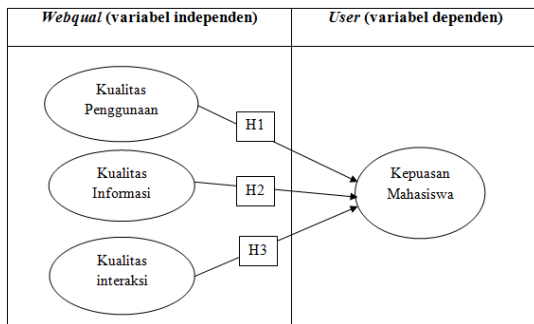 Webqual (variabel independen)
User (variabel dependen)
Kualitas
Penggunaan
H1
Kualitas
Informasi
H2
Kepuasan
Mahasiswa
H3
Kualitas
interaksi